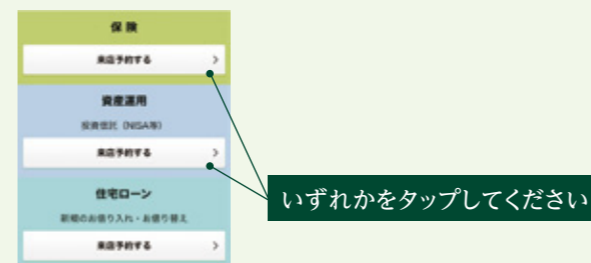 保険
来店予約する
資産運用
投資信託（NISA等）
来店予約する
いずれかをタップしてください
住宅ローン
新規のお借り入れ・お借り替え
来店予約する